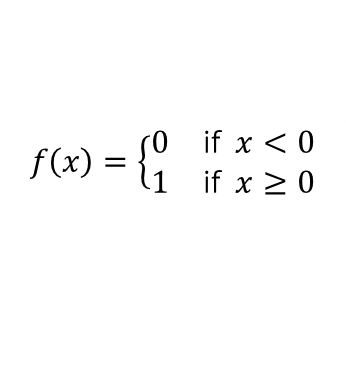 f(x) = {0 if x < 0
1 if x ≥ 0